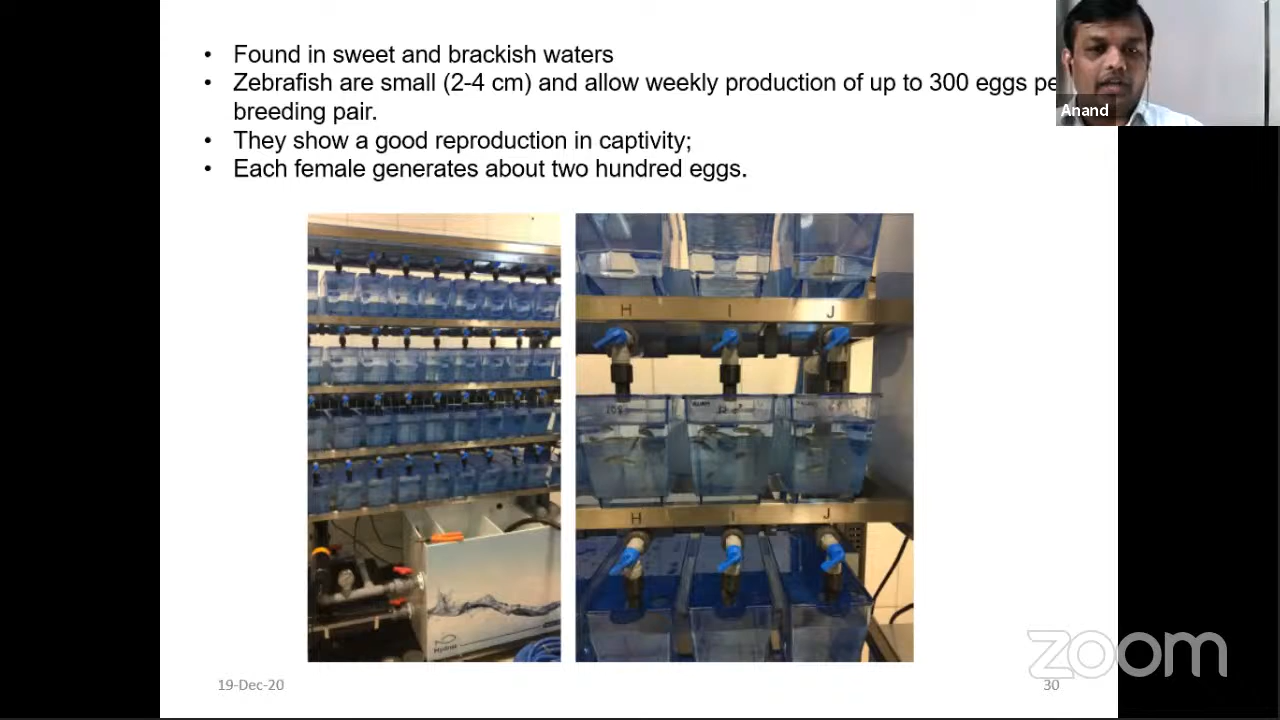 • Found in sweet and brackish waters
• Zebrafish are small (2-4 cm) and allow weekly production of up to 300 eggs pe
breeding pair.
• They show a good reproduction in captivity;
• Each female generates about two hundred eggs.
Anand
H I J
H I J
19-Dec-20
30
zoom